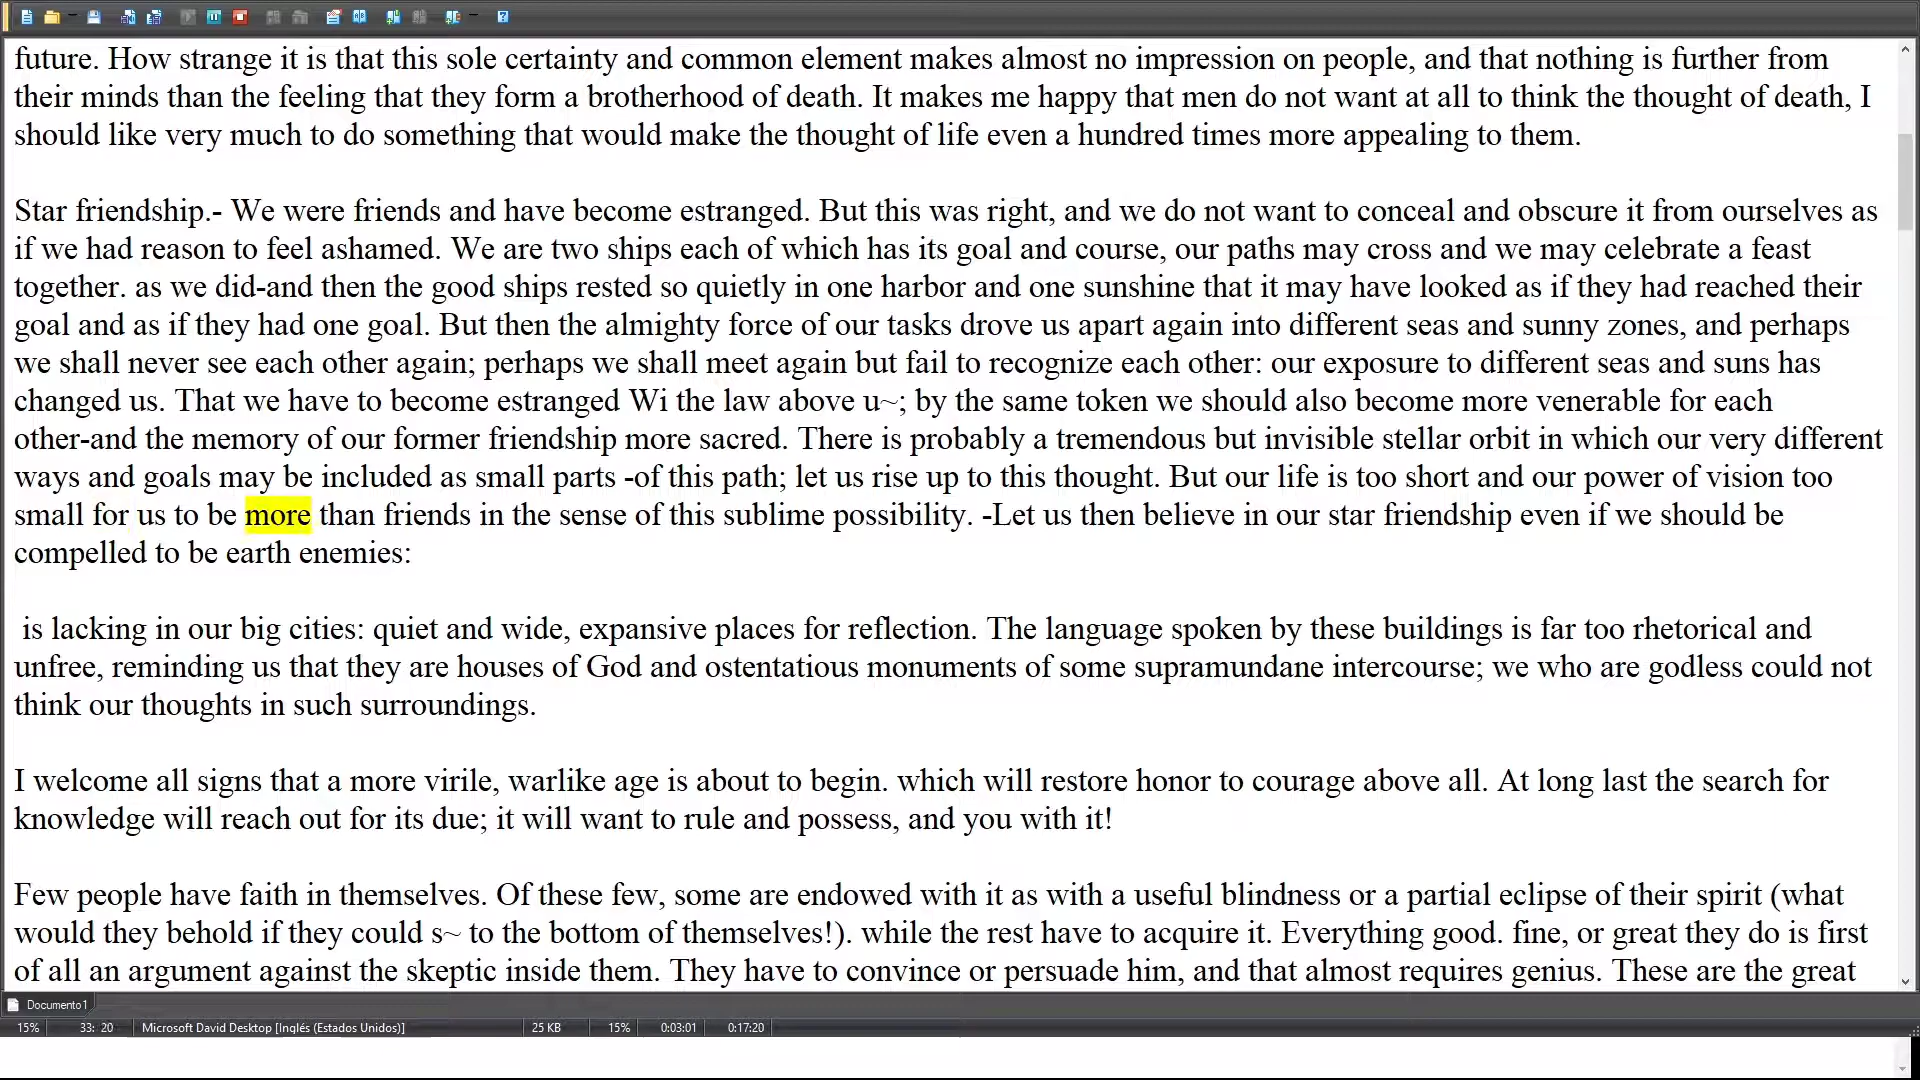 future. How strange it is that this sole certainty and common element makes almost no impression on people, and that nothing is further from
their minds than the feeling that they form a brotherhood of death. It makes me happy that men do not want at all to think the thought of death, I
should like very much to do something that would make the thought of life even a hundred times more appealing to them.
Star friendship.- We were friends and have become estranged. But this was right, and we do not want to conceal and obscure it from ourselves as
if we had reason to feel ashamed. We are two ships each of which has its goal and course, our paths may cross and we may celebrate a feast
together. as we did-and then the good ships rested so quietly in one harbor and one sunshine that it may have looked as if they had reached their
goal and as if they had one goal. But then the almighty force of our tasks drove us apart again into different seas and sunny zones, and perhaps
we shall never see each other again; perhaps we shall meet again but fail to recognize each other: our exposure to different seas and suns has
changed us. That we have to become estranged Wi the law above u~; by the same token we should also become more venerable for each
other-and the memory of our former friendship more sacred. There is probably a tremendous but invisible stellar orbit in which our very different
ways and goals may be included as small parts -of this path; let us rise up to this thought. But our life is too short and our power of vision too
small for us to be more than friends in the sense of this sublime possibility. -Let us then believe in our star friendship even if we should be
compelled to be earth enemies:
is lacking in our big cities: quiet and wide, expansive places for reflection. The language spoken by these buildings is far too rhetorical and
unfree, reminding us that they are houses of God and ostentatious monuments of some supramundane intercourse; we who are godless could not
think our thoughts in such surroundings.
I welcome all signs that a more virile, warlike age is about to begin. which will restore honor to courage above all. At long last the search for
knowledge will reach out for its due; it will want to rule and possess, and you with it!
Few people have faith in themselves. Of these few, some are endowed with it as with a useful blindness or a partial eclipse of their spirit (what
would they behold if they could s~ to the bottom of themselves!). while the rest have to acquire it. Everything good. fine, or great they do is first
of all an argument against the skeptic inside them. They have to convince or persuade him, and that almost requires genius. These are the great
Documento1
15% 33: 20 Microsoft David Desktop [Inglés (Estados Unidos)] 25 KB 15% 0:03:01 0:17:20